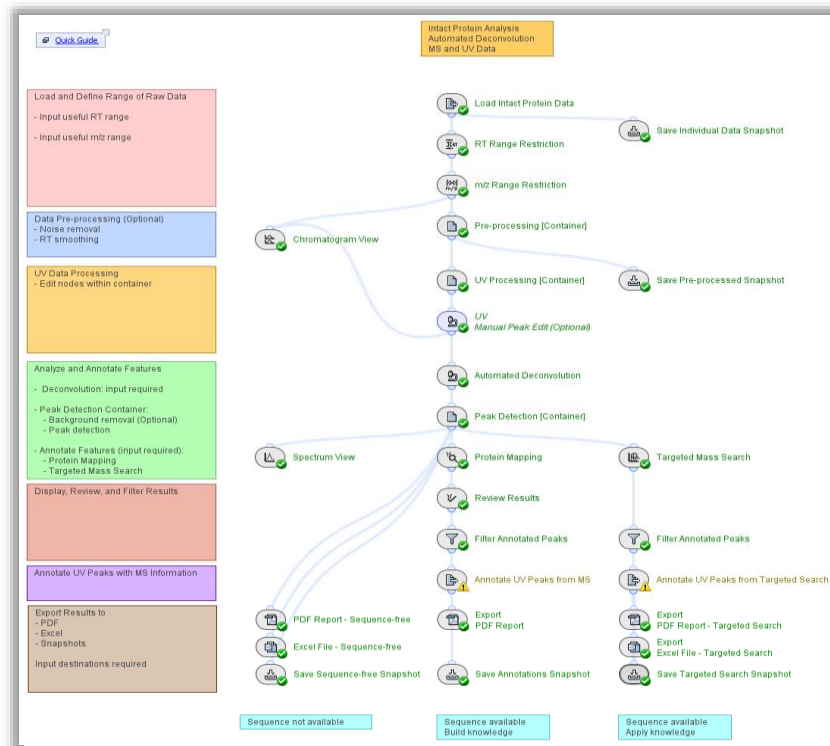 Quick Guide
Intact Protein Analysis
Automated Deconvolution
MS and UV Data
Load and Define Range of Raw Data
- Input useful RT range
- Input useful m/z range
Data Pre-processing (Optional)
- Noise removal
- RT smoothing
UV Data Processing
- Edit nodes within container
Analyze and Annotate Features
- Deconvolution: input required
- Peak Detection Container:
- Background removal (Optional)
- Peak detection
- Annotate Features (input required):
- Protein Mapping
- Targeted Mass Search
Display, Review, and Filter Results
Annotate UV Peaks with MS Information
Export Results to
- PDF
- Excel
- Snapshots
Input destinations required
Load Intact Protein Data
Save Individual Data Snapshot
RT Range Restriction
m/z Range Restriction
Pre-processing [Container]
Chromatogram View
UV Processing [Container]
Save Pre-processed Snapshot
UV
Manual Peak Edit (Optional)
Automated Deconvolution
Peak Detection [Container]
Spectrum View
Protein Mapping
Targeted Mass Search
Review Results
Filter Annotated Peaks
Filter Annotated Peaks
Annotate UV Peaks from MS
Annotate UV Peaks from Targeted Search
PDF Report - Sequence-free
Export
PDF Report
Export
PDF Report - Targeted Search
Excel File - Sequence-free
Export
Excel File - Targeted Search
Save Sequence-free Snapshot
Save Annotations Snapshot
Save Targeted Search Snapshot
Sequence not available
Sequence available
Build knowledge
Sequence available
Apply knowledge